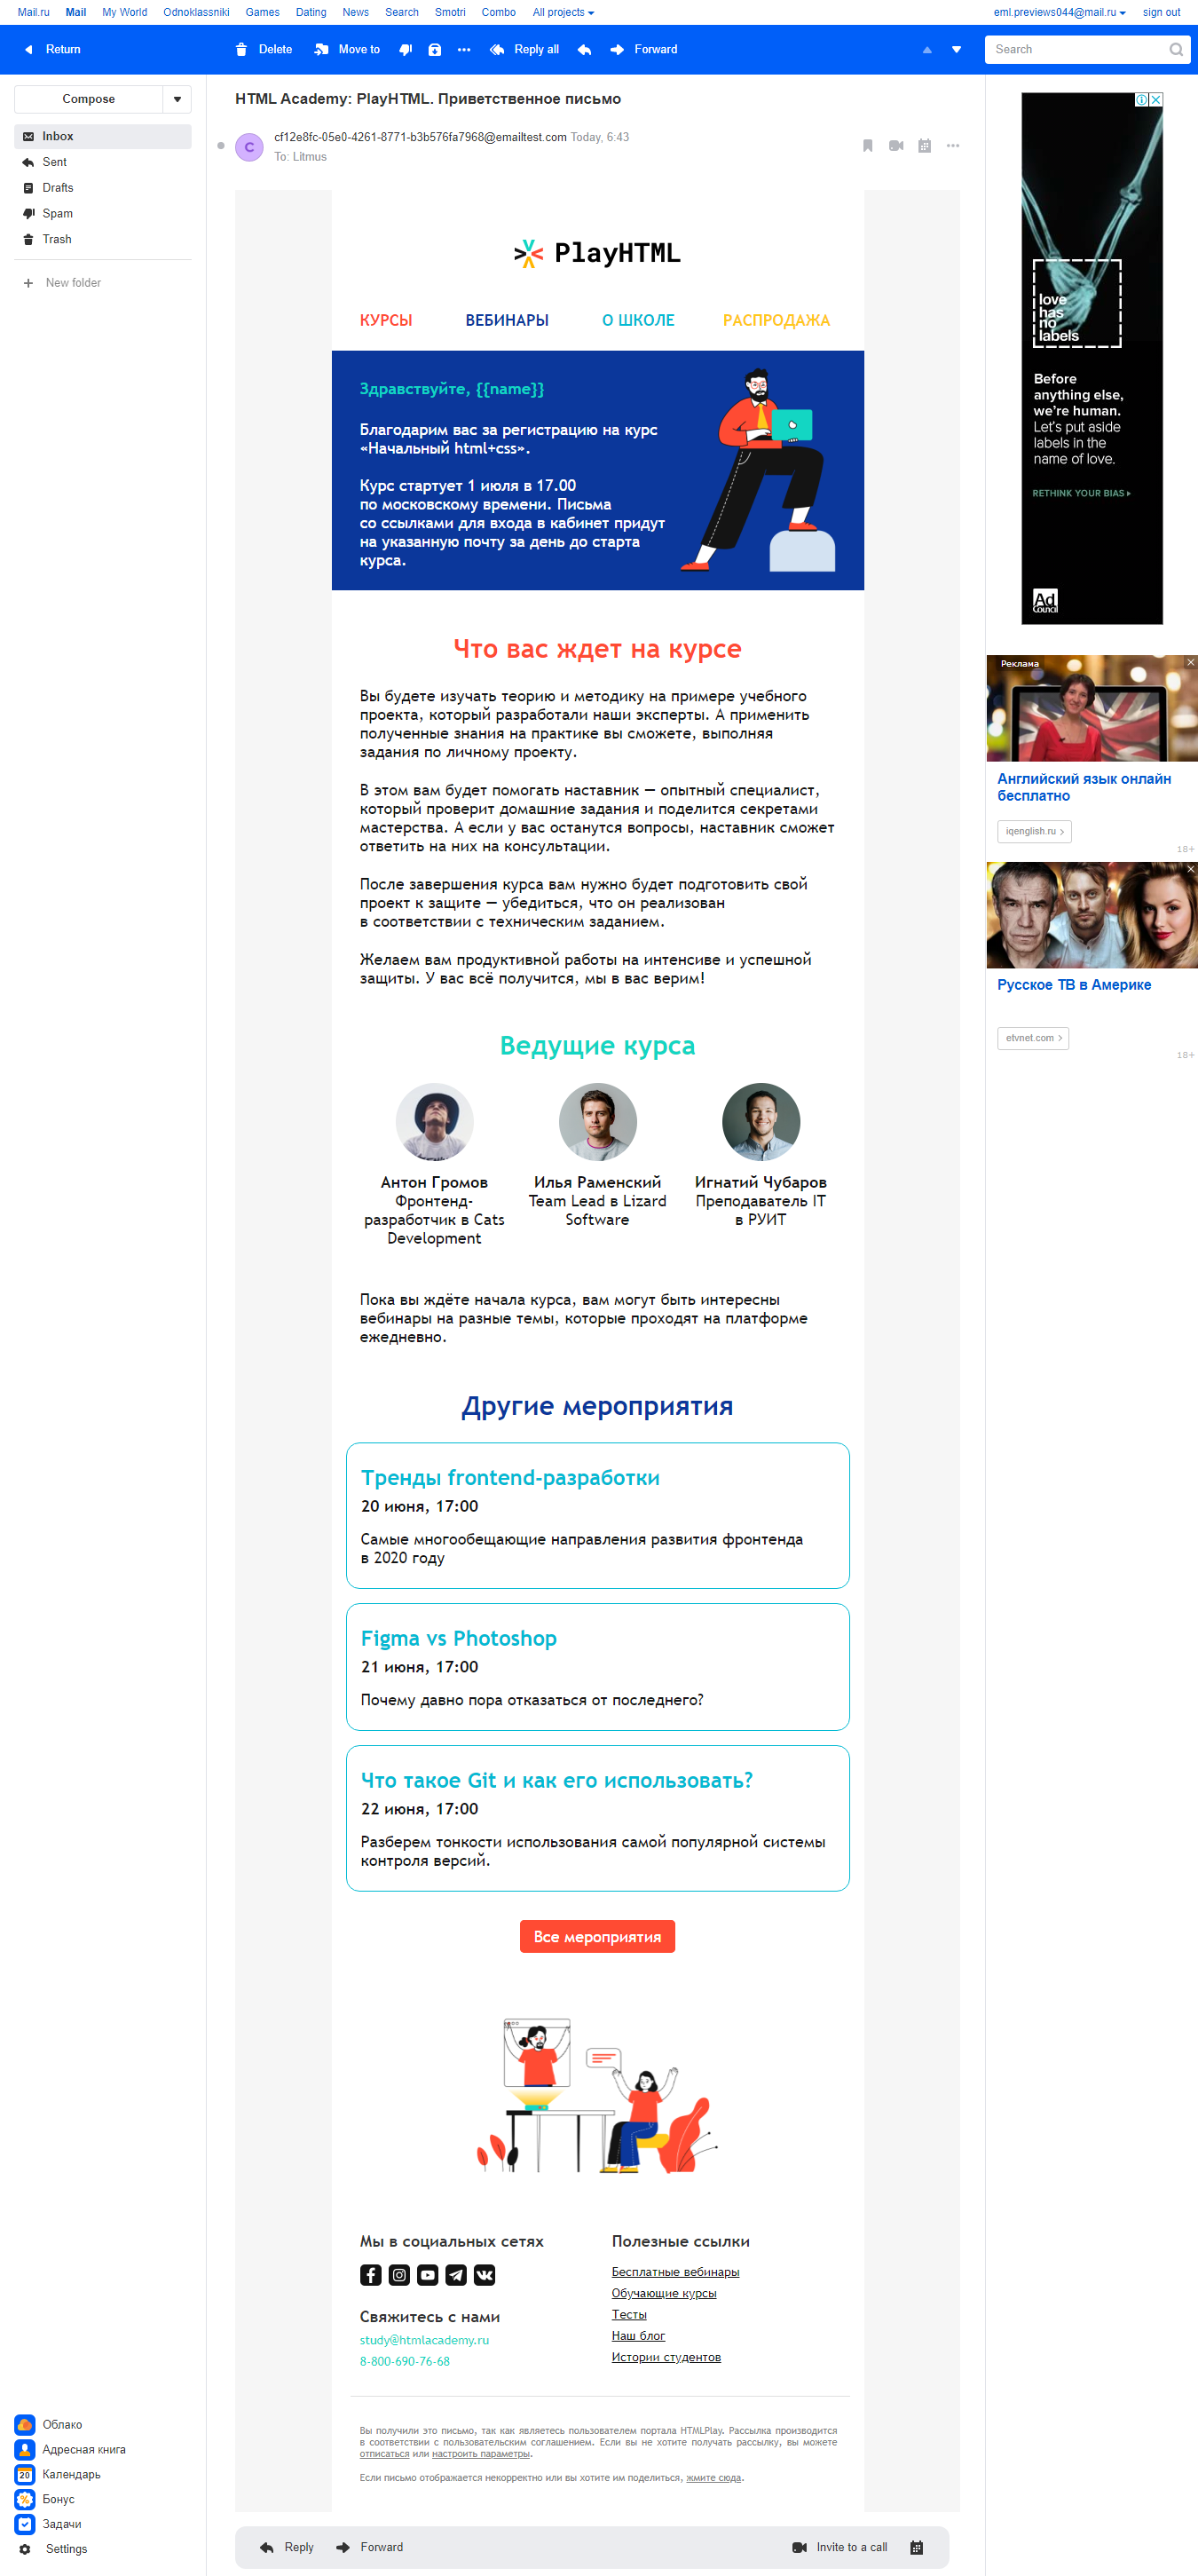 Mail.ru Mail My World Odnoklassniki Games Dating News Search Smotri Combo All projects eml.previews044@mail.ru sign out
Return Delete Move to Reply all Forward Search
Compose
Inbox
Sent
Drafts
Spam
Trash
New folder
HTML Academy: PlayHTML. Приветственное письмо
C
cf12e8fc-05e0-4261-8771-b3b576fa7968@emailtest.com Today, 6:43
To: Litmus
PlayHTML
КУРСЫ ВЕБИНАРЫ О ШКОЛЕ РАСПРОДАЖА
Здравствуйте, {{name}}
Благодарим вас за регистрацию на курс
«Начальный html+css».
Курс стартует 1 июля в 17.00
по московскому времени. Письма
со ссылками для входа в кабинет придут
на указанную почту за день до старта
курса.
Что вас ждет на курсе
Вы будете изучать теорию и методику на примере учебного
проекта, который разработали наши эксперты. А применить
полученные знания на практике вы сможете, выполняя
задания по личному проекту.
В этом вам будет помогать наставник — опытный специалист,
который проверит домашние задания и поделится секретами
мастерства. А если у вас останутся вопросы, наставник сможет
ответить на них на консультации.
После завершения курса вам нужно будет подготовить свой
проект к защите — убедиться, что он реализован
в соответствии с техническим заданием.
Желаем вам продуктивной работы на интенсиве и успешной
защиты. У вас всё получится, мы в вас верим!
Ведущие курса
Антон Громов
Фронтенд-
разработчик в Cats
Development
Илья Раменский
Team Lead в Lizard
Software
Игнатий Чубаров
Преподаватель IT
в РУИТ
Пока вы ждёте начала курса, вам могут быть интересны
вебинары на разные темы, которые проходят на платформе
ежедневно.
Другие мероприятия
Тренды frontend-разработки
20 июня, 17:00
Самые многообещающие направления развития фронтенда
в 2020 году
Figma vs Photoshop
21 июня, 17:00
Почему давно пора отказаться от последнего?
Что такое Git и как его использовать?
22 июня, 17:00
Разберем тонкости использования самой популярной системы
контроля версий.
Все мероприятия
Мы в социальных сетях
Свяжитесь с нами
study@htmlacademy.ru
8-800-690-76-68
Полезные ссылки
Бесплатные вебинары
Обучающие курсы
Тесты
Наш блог
Истории студентов
Вы получили это письмо, так как являетесь пользователем портала HTMLPlay. Рассылка производится
в соответствии с пользовательским соглашением. Если вы не хотите получать рассылку, вы можете
отписаться или настроить параметры.
Если письмо отображается некорректно или вы хотите им поделиться, жмите сюда.
Reply Forward Invite to a call
love
has
no
labels
Before
anything else,
we're human.
Let's put aside
labels in the
name of love.
RETHINK YOUR BIAS
Ad
Council
Реклама
Английский язык онлайн
бесплатно
iqenglish.ru
18+
Русское ТВ в Америке
etvnet.com
18+
Облако
Адресная книга
20
Календарь
Бонус
Задачи
Settings